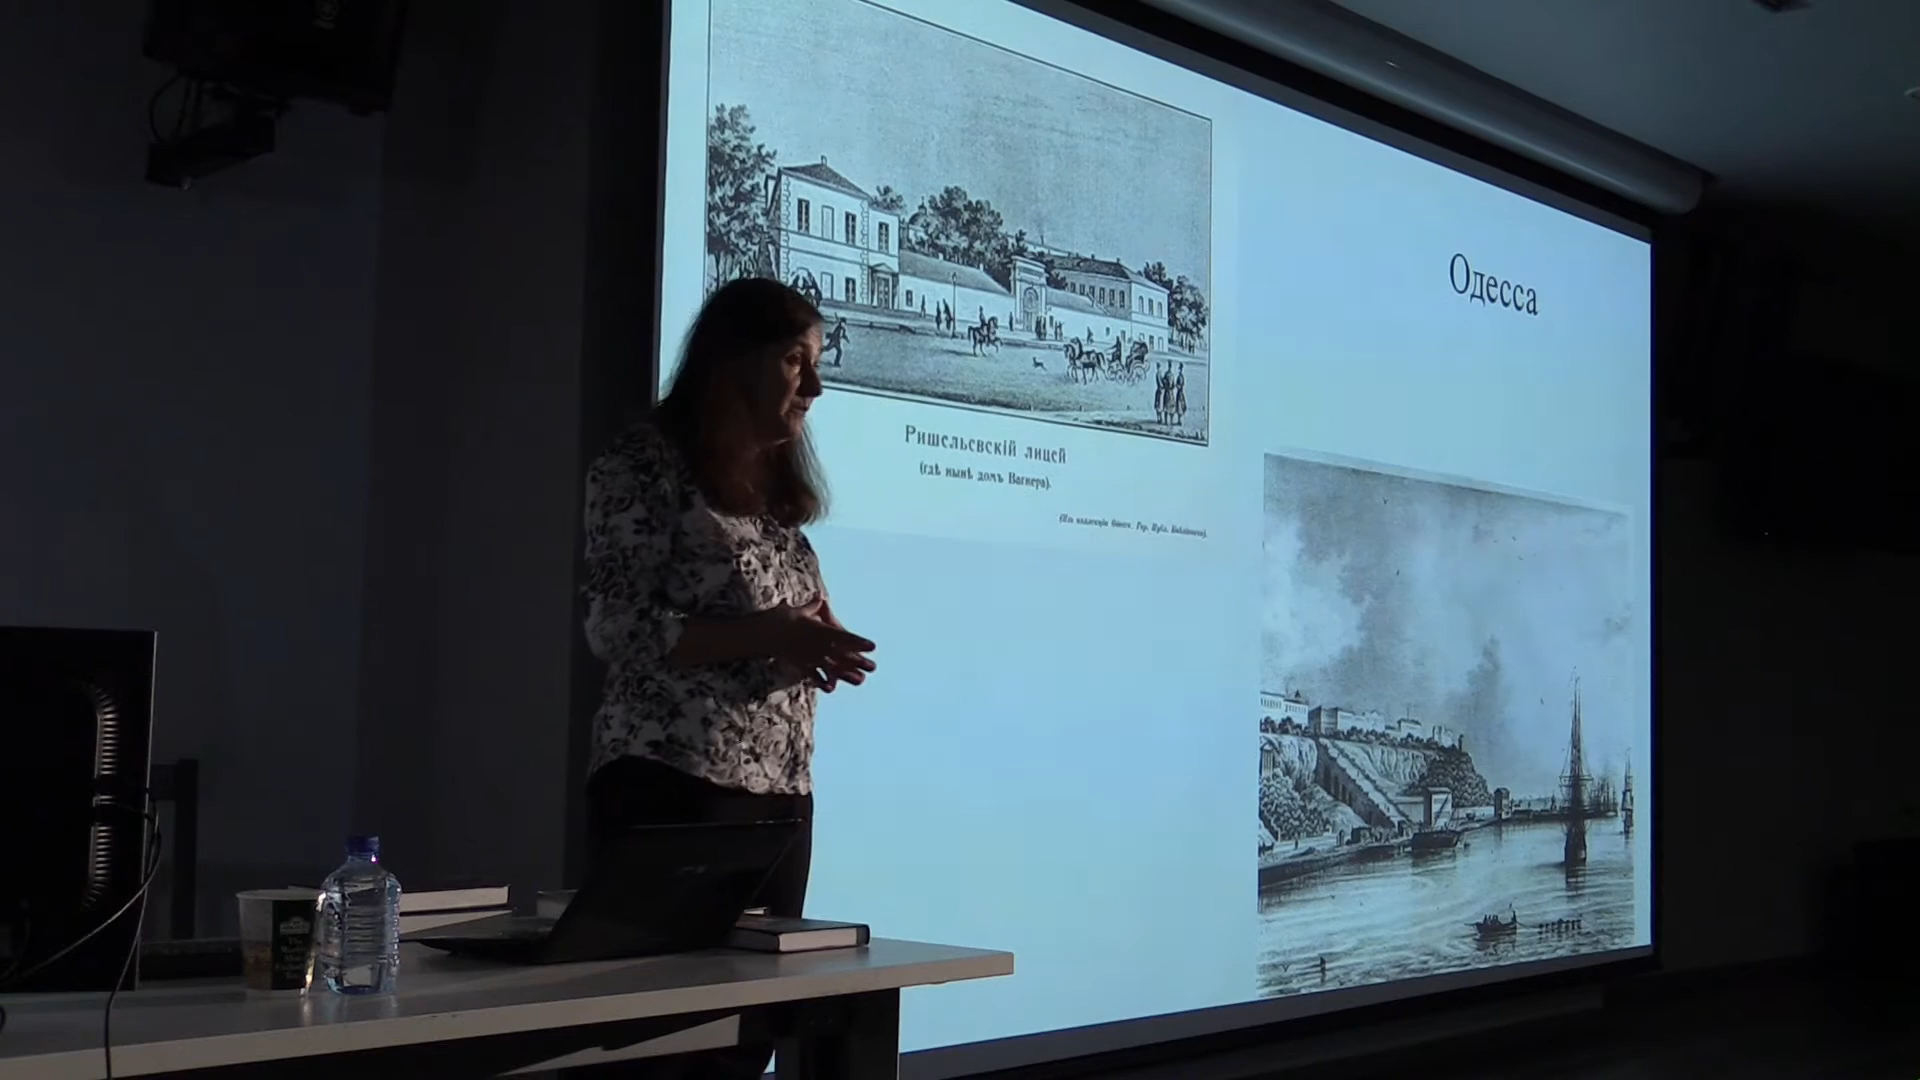 Ришельевскій лицей
(гдѣ нынѣ домъ Вагнера).
Одесса